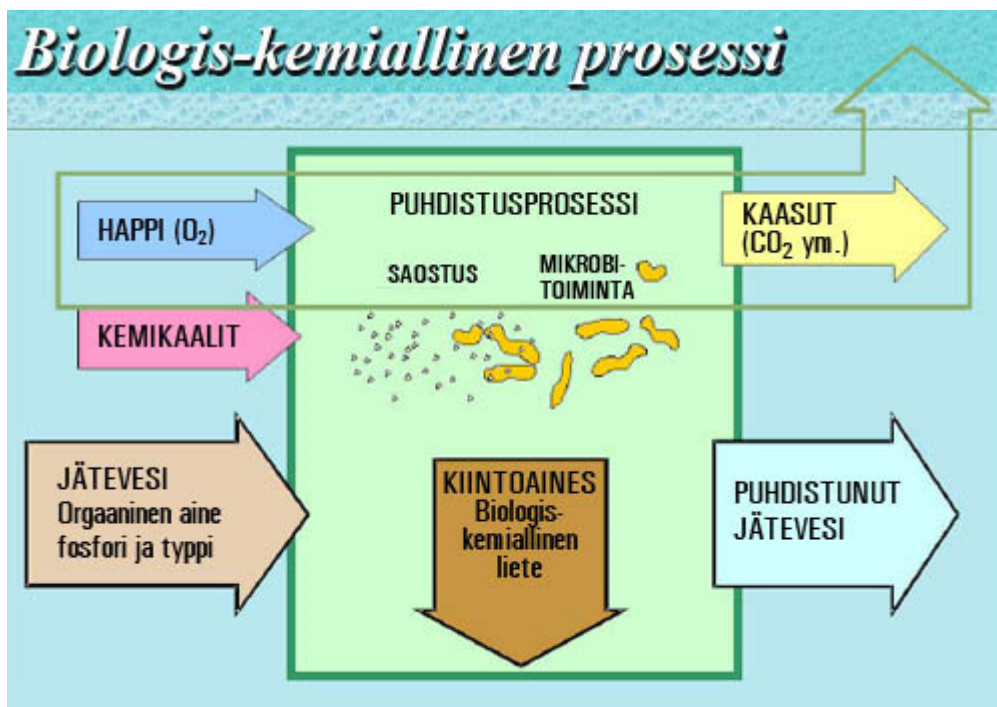 Biologis-kemiallinen prosessi
PUHDISTUSPROSESSI
HAPPI (O₂)
KAASUT
(CO₂ ym.)
SAOSTUS
MIKROBI-
TOIMINTA
KEMIKAALIT
JÄTEVESI
Orgaaninen aine
fosfori ja typpi
KIINTOAINES
Biologis-
kemiallinen
liete
PUHDISTUNUT
JÄTEVESI